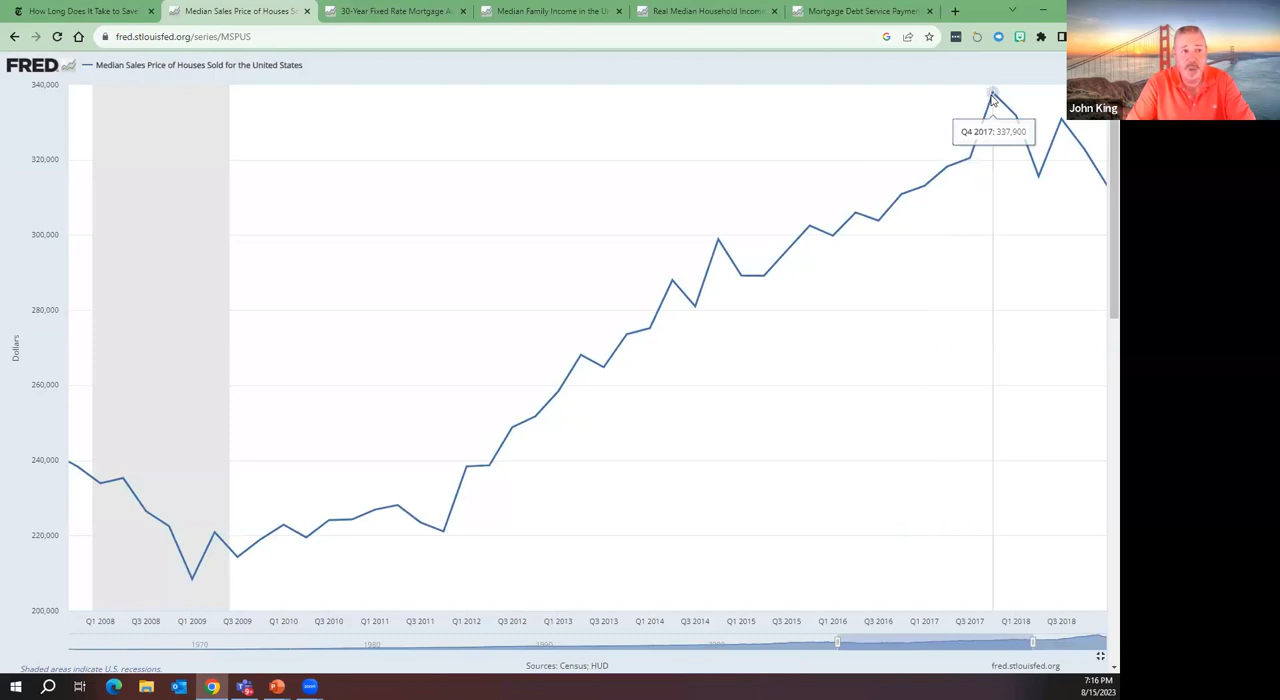 How Long Does It Take to Save
Median Sales Price of Houses S
30-Year Fixed Rate Mortgage A
Median Family Income in the U
Real Median Household Income
Mortgage Debt Service Paymen
fred.stlouisfed.org/series/MSPUS
FRED
Median Sales Price of Houses Sold for the United States
John King
340,000
320,000
300,000
280,000
260,000
240,000
220,000
200,000
Dollars
Q4 2017: 337,900
Q1 2008
Q3 2008
Q1 2009
Q3 2009
Q1 2010
Q3 2010
Q1 2011
Q3 2011
Q1 2012
Q3 2012
Q1 2013
Q3 2013
Q1 2014
Q3 2014
Q1 2015
Q3 2015
Q1 2016
Q3 2016
Q1 2017
Q3 2017
Q1 2018
Q3 2018
1970
1980
1990
Shaded areas indicate U.S. recessions.
Sources: Census; HUD
fred.stlouisfed.org
7:16 PM
8/15/2023